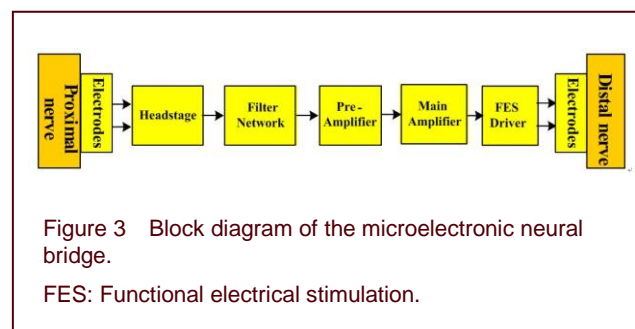 Proximal
nerve
Electrodes
Headstage
Filter
Network
Pre-
Amplifier
Main
Amplifier
FES
Driver
Electrodes
Distal nerve
Figure 3 Block diagram of the microelectronic neural
bridge.
FES: Functional electrical stimulation.